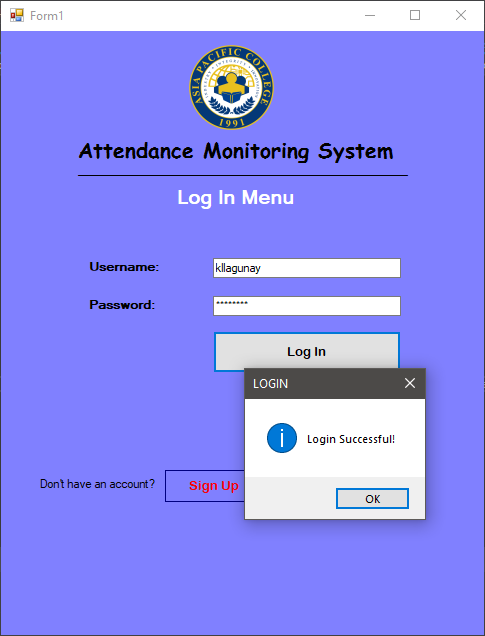 Form1
ASIA PACIFIC COLLEGE
1991
Attendance Monitoring System
Log In Menu
Username:
kllagunay
Password:
********
Log In
LOGIN
Login Successful!
Don't have an account?
Sign Up
OK